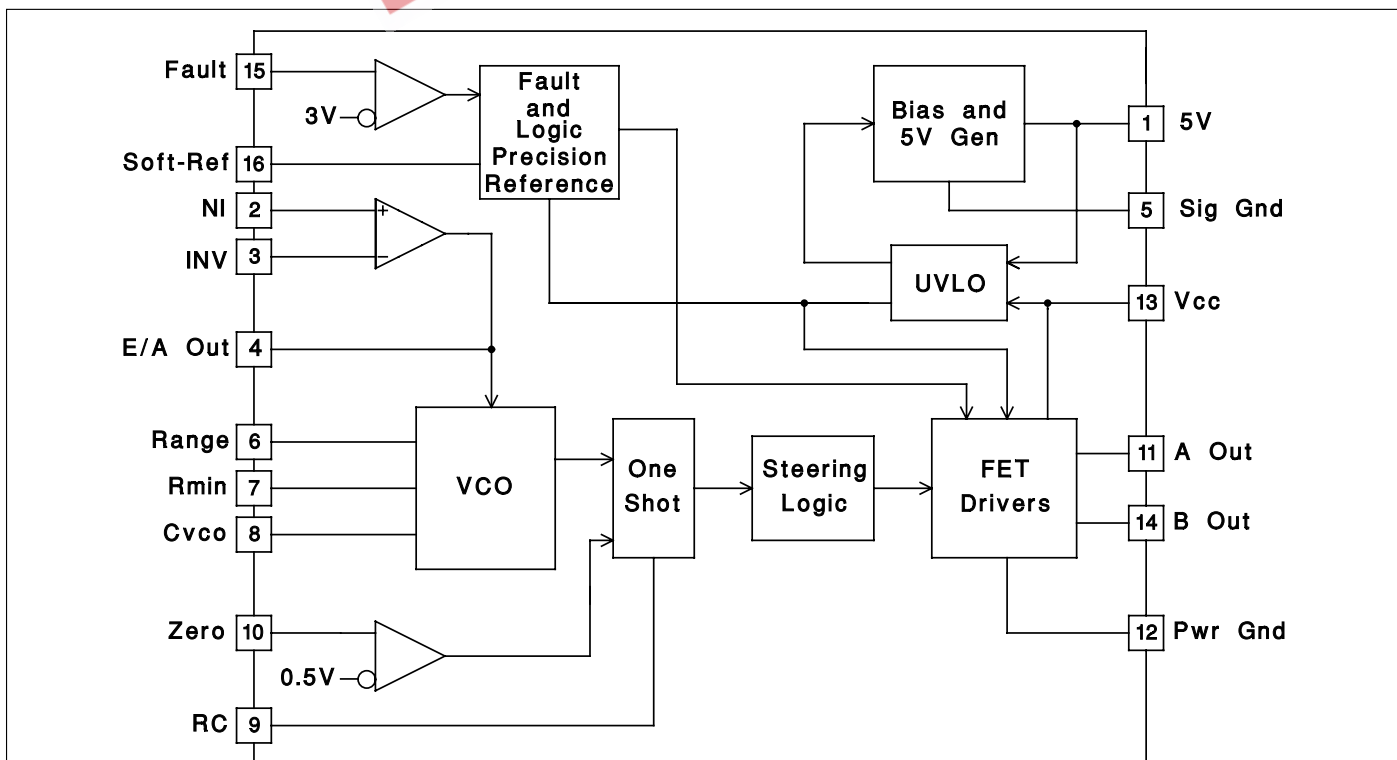 Fault 15
3V
Soft-Ref 16
NI 2
+
INV 3
−
E/A Out 4
Range 6
Rmin 7
Cvco 8
Zero 10
0.5V
RC 9
Fault
and
Logic
Precision
Reference
VCO
One
Shot
Steering
Logic
Bias and
5V Gen
UVLO
FET
Drivers
1 5V
5 Sig Gnd
13 Vcc
11 A Out
14 B Out
12 Pwr Gnd